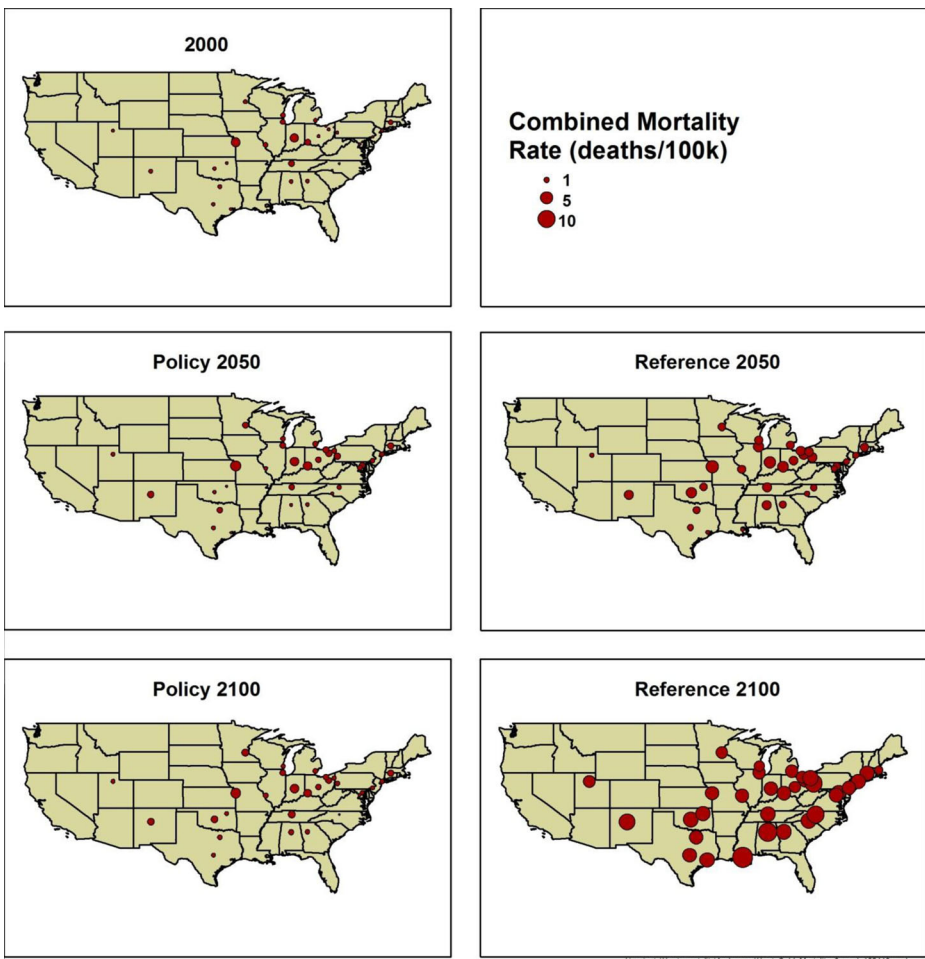 2000
Combined Mortality
Rate (deaths/100k)
1
5
10
Policy 2050
Reference 2050
Policy 2100
Reference 2100